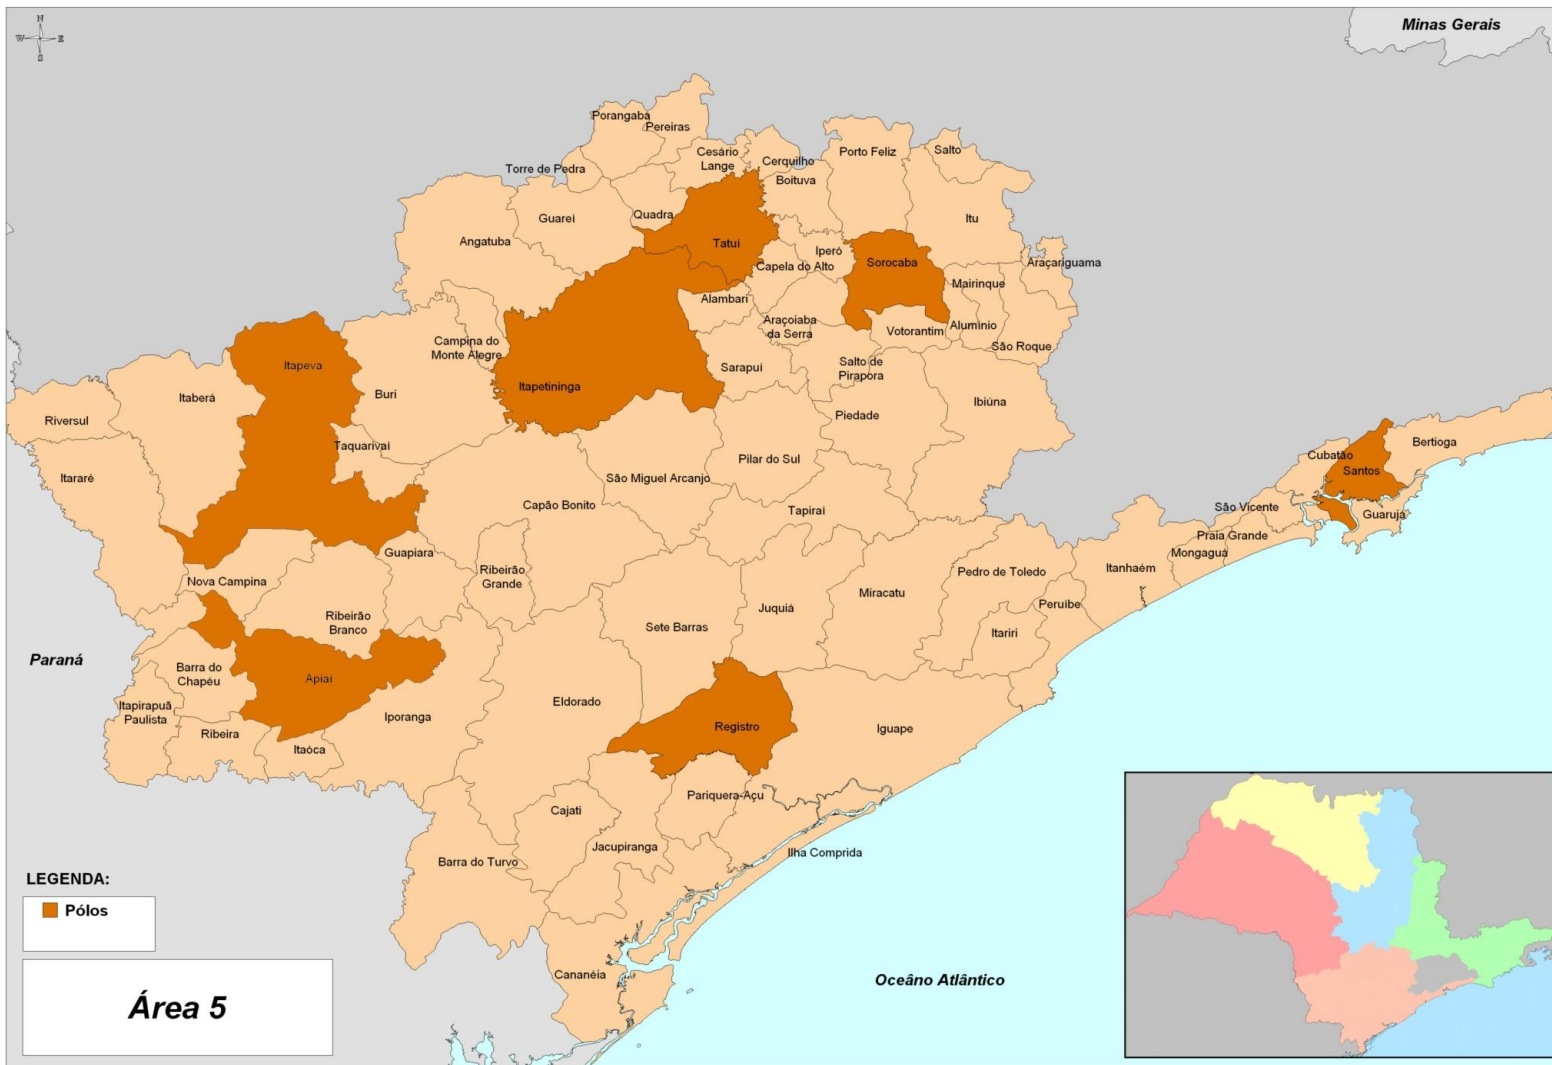 N
W
E
S
Minas Gerais
Porangaba
Pereiras
Cesário
Lange
Cerquilho
Porto Feliz
Salto
Torre de Pedra
Boituva
Guarei
Quadra
Itu
Angatuba
Tatuí
Iperó
Capela do Alto
Sorocaba
Araçariguama
Mairinque
Alambari
Araçoiaba
da Serra
Votorantim
Alumínio
São Roque
Campina do
Monte Alegre
Itapeva
Sarapuí
Salto de
Pirapora
Itapetininga
Buri
Itaberá
Ibiúna
Riversul
Piedade
Taquarivaí
Bertioga
Cubatão
Santos
Itararé
Pilar do Sul
São Miguel Arcanjo
Capão Bonito
Tapiraí
São Vicente
Guarujá
Praia Grande
Mongaguá
Guapiara
Ribeirão
Grande
Itanhaém
Pedro de Toledo
Nova Campina
Miracatu
Peruíbe
Juquiá
Ribeirão
Branco
Sete Barras
Itariri
Paraná
Barra do
Chapéu
Apiaí
Itapirapuã
Paulista
Eldorado
Iporanga
Registro
Iguape
Ribeira
Itaóca
Pariquera-Açu
Cajati
Jacupiranga
Ilha Comprida
Barra do Turvo
LEGENDA:
Pólos
Cananéia
Oceâno Atlântico
Área 5